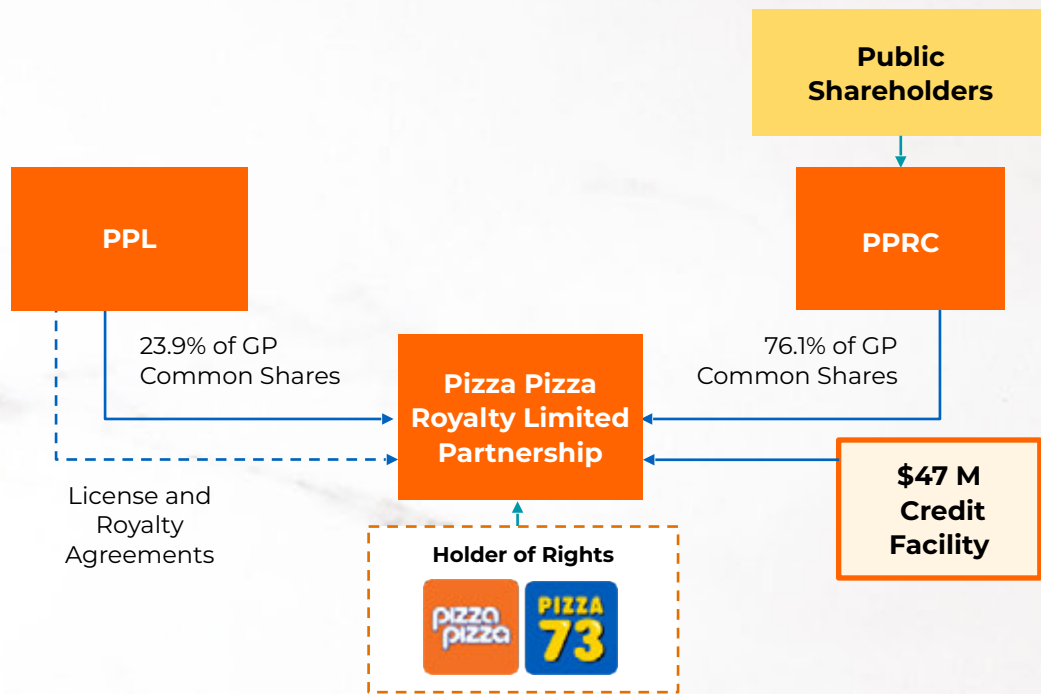 Public
Shareholders
PPL
PPRC
23.9% of GP
Common Shares
76.1% of GP
Common Shares
Pizza Pizza
Royalty Limited
Partnership
License and
Royalty
Agreements
$47 M
Credit
Facility
Holder of Rights
pizza
pizza
PIZZA
73